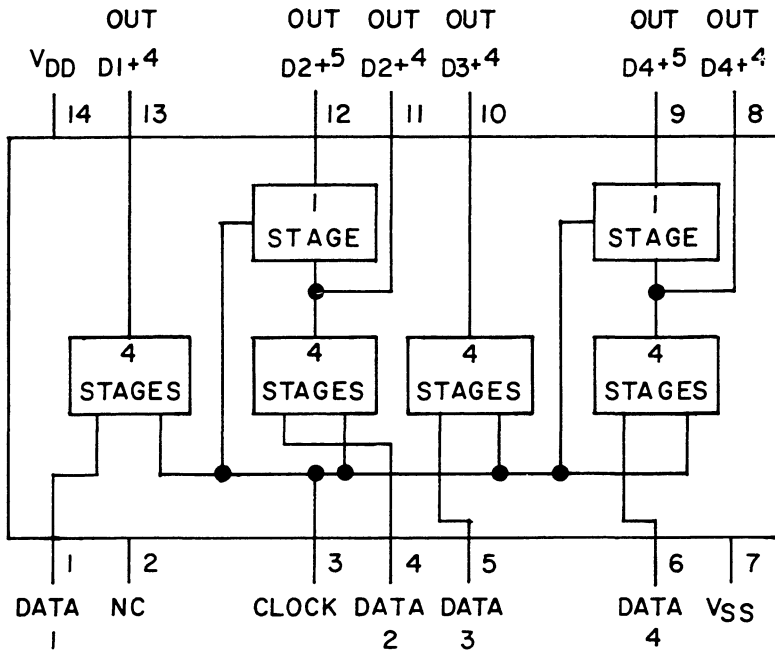 OUT OUT OUT OUT OUT OUT
VDD D1+4 D2+5 D2+4 D3+4 D4+5 D4+4
14 13 12 11 10 9 8
1 1
STAGE STAGE
4 4 4 4
STAGES STAGES STAGES STAGES
1 2 3 4 5 6 7
DATA NC CLOCK DATA DATA DATA VSS
1 2 3 4